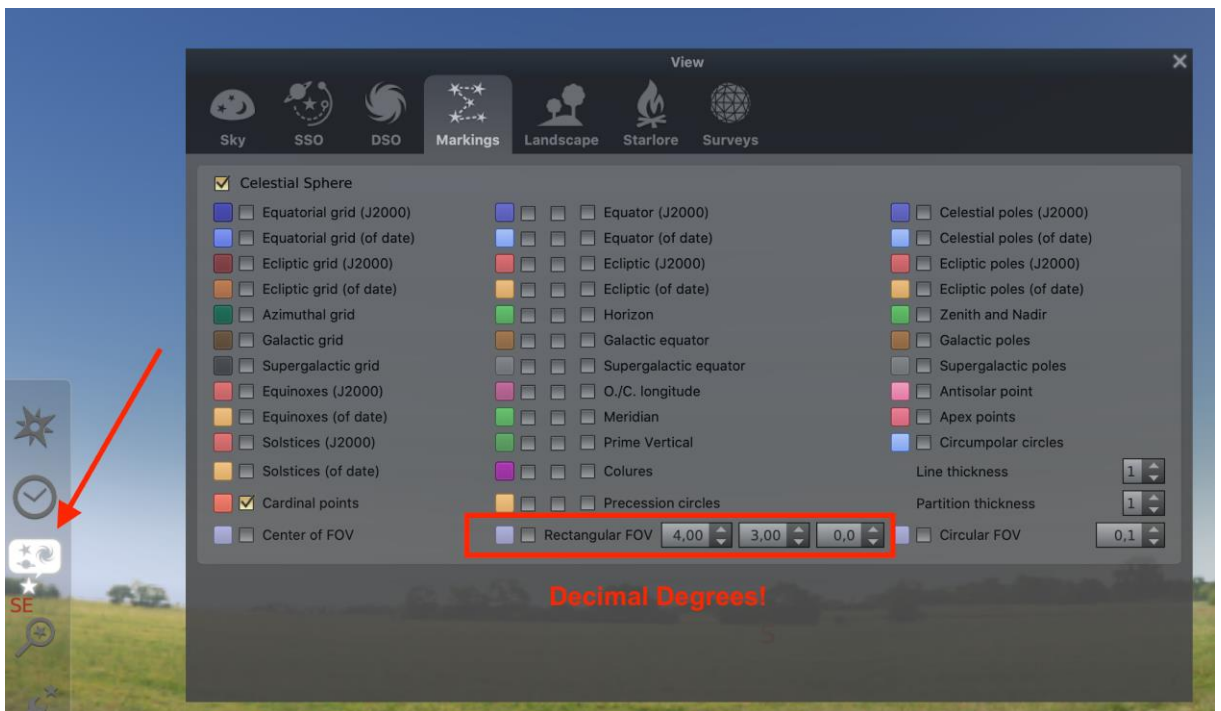 View
Sky SSO DSO Markings Landscape Starlore Surveys
Celestial Sphere
Equatorial grid (J2000) Equator (J2000) Celestial poles (J2000)
Equatorial grid (of date) Equator (of date) Celestial poles (of date)
Ecliptic grid (J2000) Ecliptic (J2000) Ecliptic poles (J2000)
Ecliptic grid (of date) Ecliptic (of date) Ecliptic poles (of date)
Azimuthal grid Horizon Zenith and Nadir
Galactic grid Galactic equator Galactic poles
Supergalactic grid Supergalactic equator Supergalactic poles
Equinoxes (J2000) O./C. longitude Antisolar point
Equinoxes (of date) Meridian Apex points
Solstices (J2000) Prime Vertical Circumpolar circles
Solstices (of date) Colures Line thickness 1
Cardinal points Precession circles Partition thickness 1
Center of FOV Rectangular FOV 4,00 3,00 0,0 Circular FOV 0,1
Decimal Degrees!
SE
S